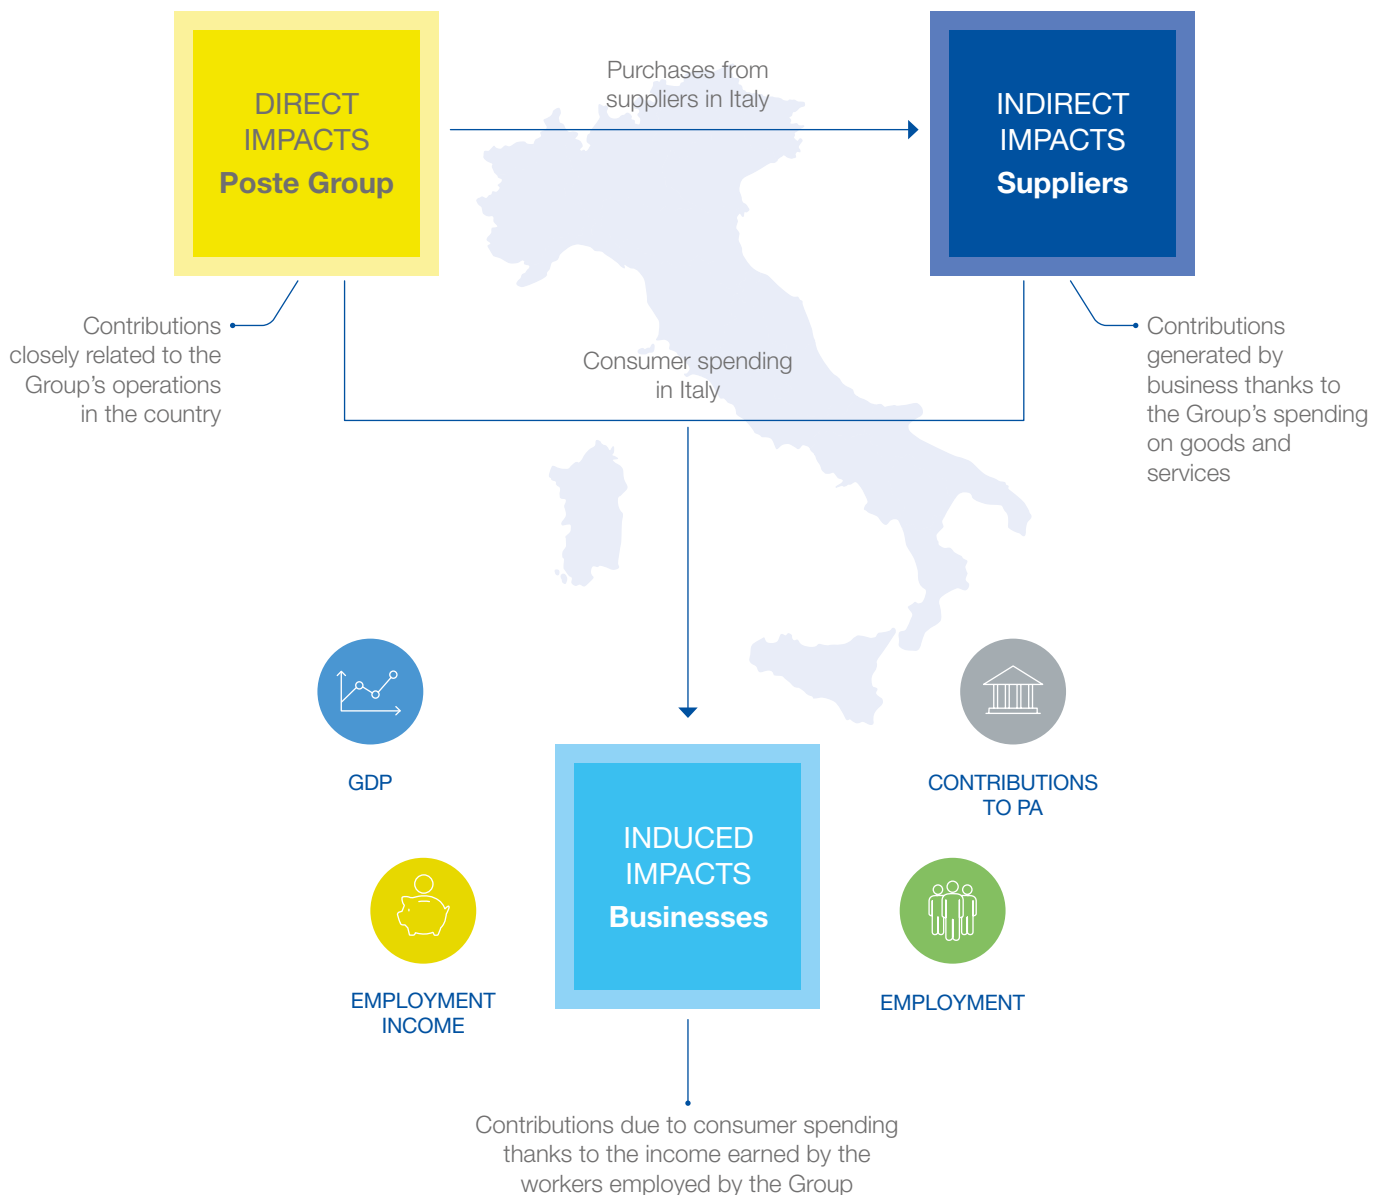 DIRECT
IMPACTS
Poste Group
Purchases from
suppliers in Italy
INDIRECT
IMPACTS
Suppliers
Contributions
closely related to the
Group's operations
in the country
Consumer spending
in Italy
Contributions
generated by
business thanks to
the Group's spending
on goods and
services
GDP
CONTRIBUTIONS
TO PA
INDUCED
IMPACTS
Businesses
EMPLOYMENT
INCOME
EMPLOYMENT
Contributions due to consumer spending
thanks to the income earned by the
workers employed by the Group